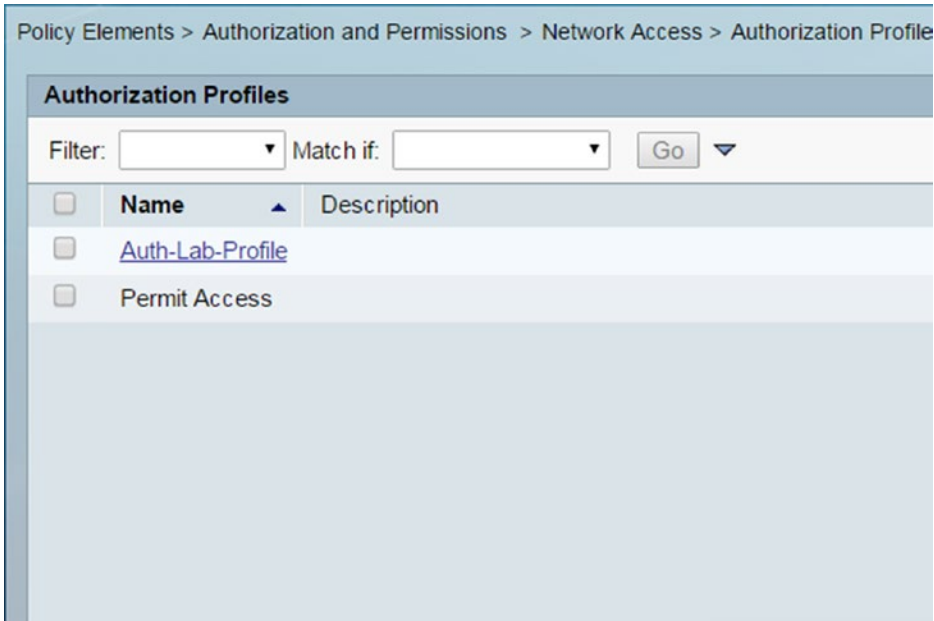 Policy Elements > Authorization and Permissions > Network Access > Authorization Profile
Authorization Profiles
Filter: Match if: Go
Name Description
Auth-Lab-Profile
Permit Access